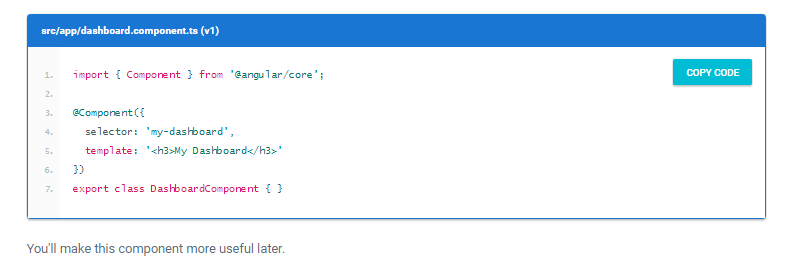 src/app/dashboard.component.ts (v1)
COPY CODE
1. import { Component } from '@angular/core';
2.
3. @Component({
4.   selector: 'my-dashboard',
5.   template: '<h3>My Dashboard</h3>'
6. })
7. export class DashboardComponent { }
You'll make this component more useful later.